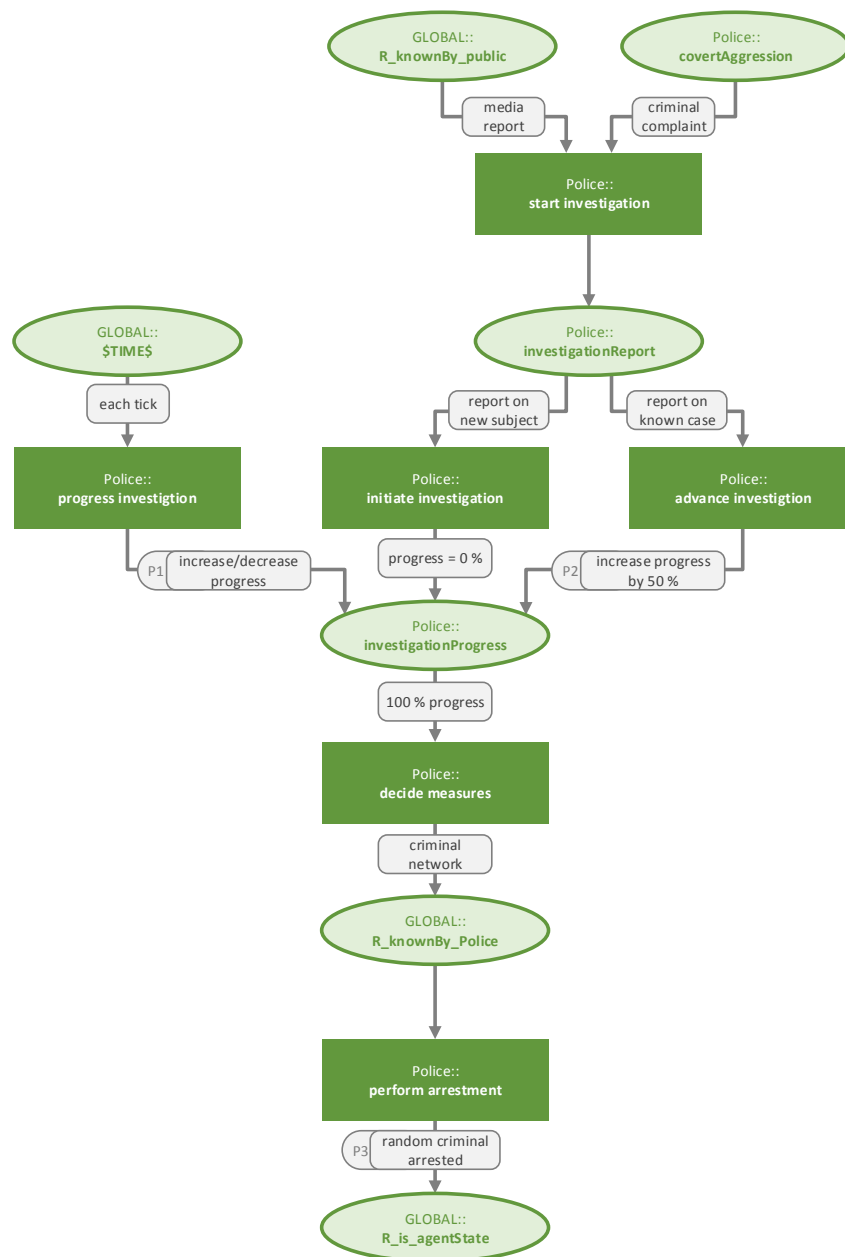 GLOBAL::
R_knownBy_public
Police::
covertAggression
media
report
criminal
complaint
Police::
start investigation
GLOBAL::
$TIME$
Police::
investigationReport
each tick
report on
new subject
report on
known case
Police::
progress investigtion
Police::
initiate investigation
Police::
advance investigtion
P1
increase/decrease
progress
progress = 0 %
P2
increase progress
by 50 %
Police::
investigationProgress
100 % progress
Police::
decide measures
criminal
network
GLOBAL::
R_knownBy_Police
Police::
perform arrestment
P3
random criminal
arrested
GLOBAL::
R_is_agentState